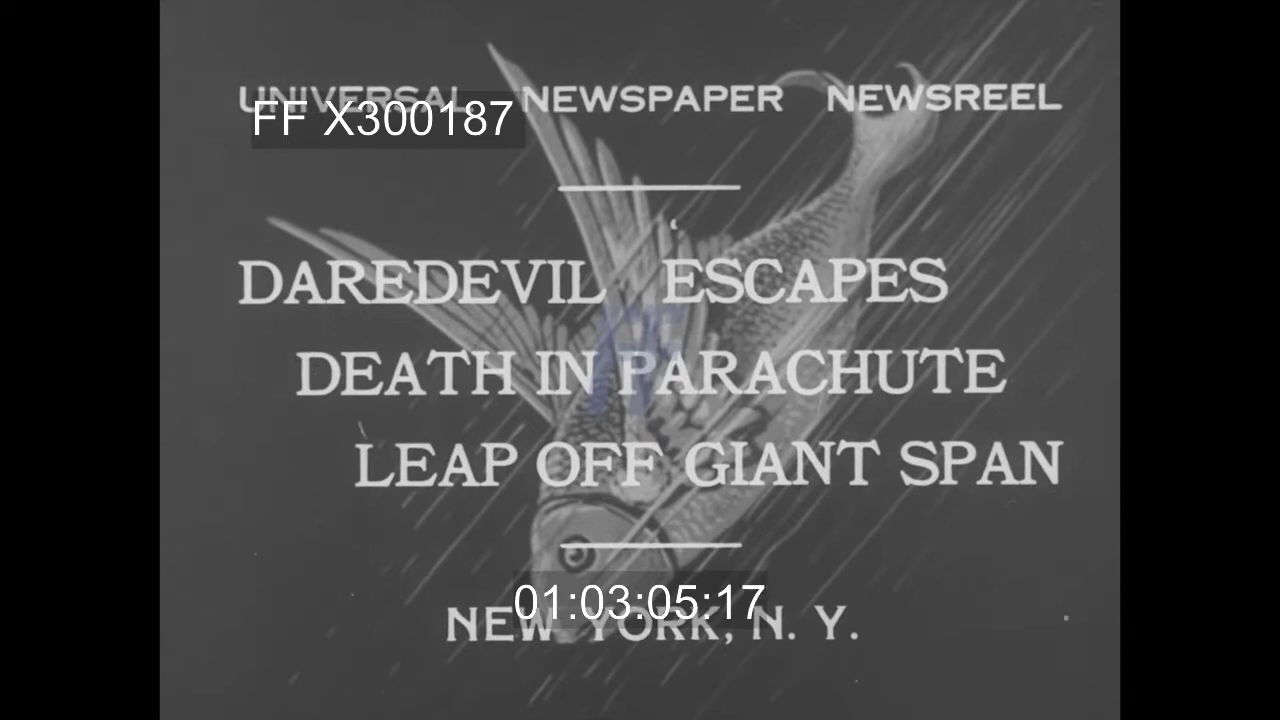 UNIVERSAL NEWSPAPER NEWSREEL
FF X300187
DAREDEVIL ESCAPES
DEATH IN PARACHUTE
LEAP OFF GIANT SPAN
FF
01:03:05:17
NEW YORK, N. Y.